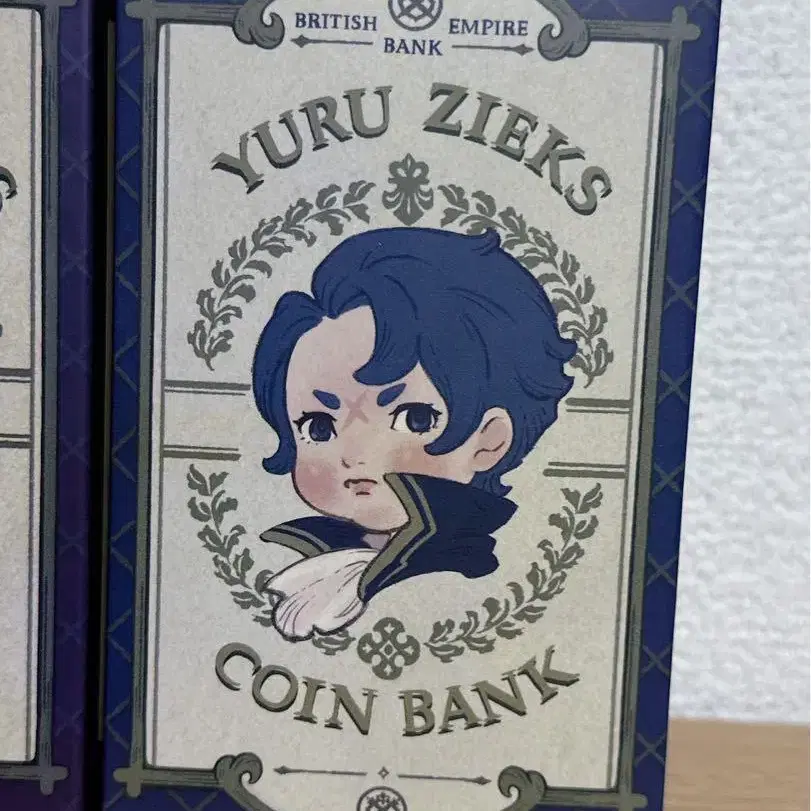 BRITISH EMPIRE
BANK
YURU ZIEKS
COIN BANK